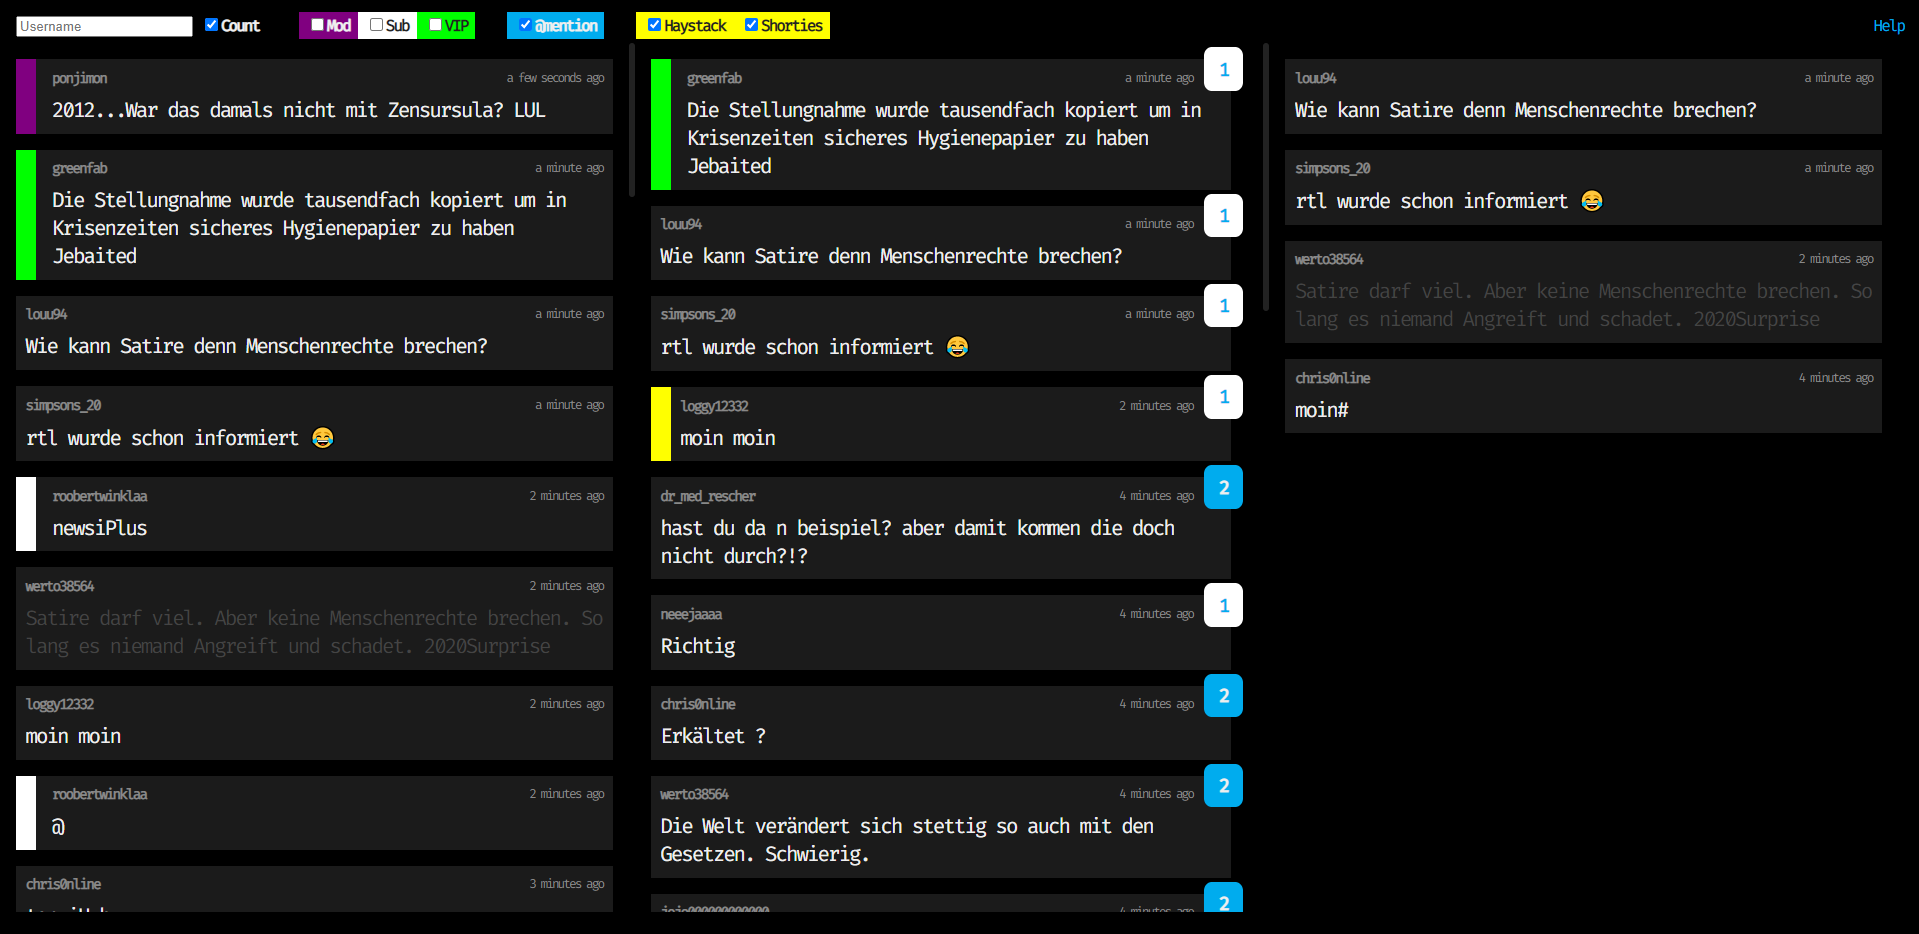 Username
Count
Mod
Sub
VIP
@mention
Haystack
Shorties
Help
ponjimon
a few seconds ago
2012...War das damals nicht mit Zensursula? LUL
greenfab
a minute ago
Die Stellungnahme wurde tausendfach kopiert um in
Krisenzeiten sicheres Hygienepapier zu haben
Jebaited
louu94
a minute ago
Wie kann Satire denn Menschenrechte brechen?
simpsons_20
a minute ago
rtl wurde schon informiert 😂
roobertwinklaa
2 minutes ago
newsiPlus
werto38564
2 minutes ago
Satire darf viel. Aber keine Menschenrechte brechen. So
lang es niemand Angreift und schadet. 2020Surprise
loggy12332
2 minutes ago
moin moin
roobertwinklaa
2 minutes ago
@
chris0nline
3 minutes ago
greenfab
a minute ago
1
Die Stellungnahme wurde tausendfach kopiert um in
Krisenzeiten sicheres Hygienepapier zu haben
Jebaited
louu94
a minute ago
1
Wie kann Satire denn Menschenrechte brechen?
simpsons_20
a minute ago
1
rtl wurde schon informiert 😂
loggy12332
2 minutes ago
1
moin moin
dr_med_rescher
4 minutes ago
2
hast du da n beispiel? aber damit kommen die doch
nicht durch?!?
neeejaaaa
4 minutes ago
1
Richtig
chris0nline
4 minutes ago
2
Erkältet ?
werto38564
4 minutes ago
2
Die Welt verändert sich stettig so auch mit den
Gesetzen. Schwierig.
4 minutes ago
2
louu94
a minute ago
Wie kann Satire denn Menschenrechte brechen?
simpsons_20
a minute ago
rtl wurde schon informiert 😂
werto38564
2 minutes ago
Satire darf viel. Aber keine Menschenrechte brechen. So
lang es niemand Angreift und schadet. 2020Surprise
chris0nline
4 minutes ago
moin#